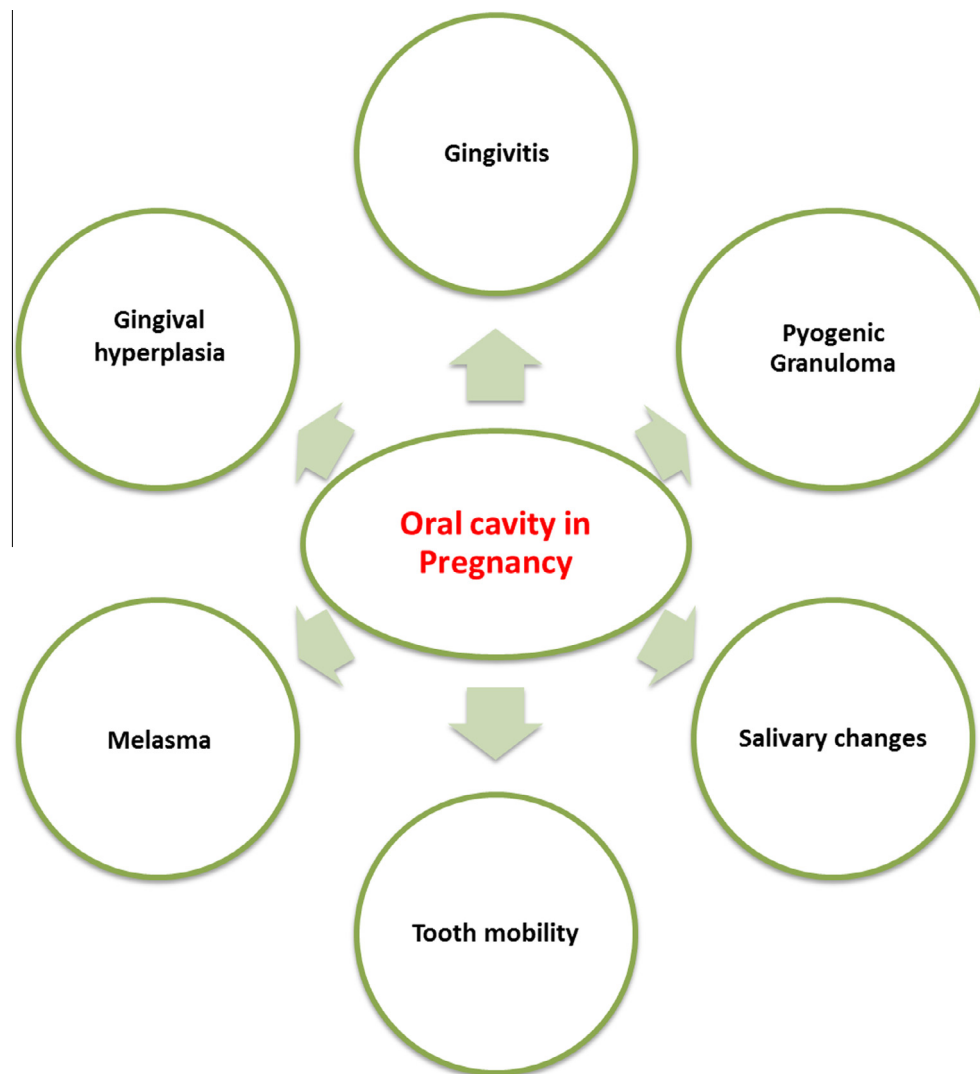 Gingivitis
Gingival
hyperplasia
Pyogenic
Granuloma
Oral cavity in
Pregnancy
Melasma
Salivary changes
Tooth mobility